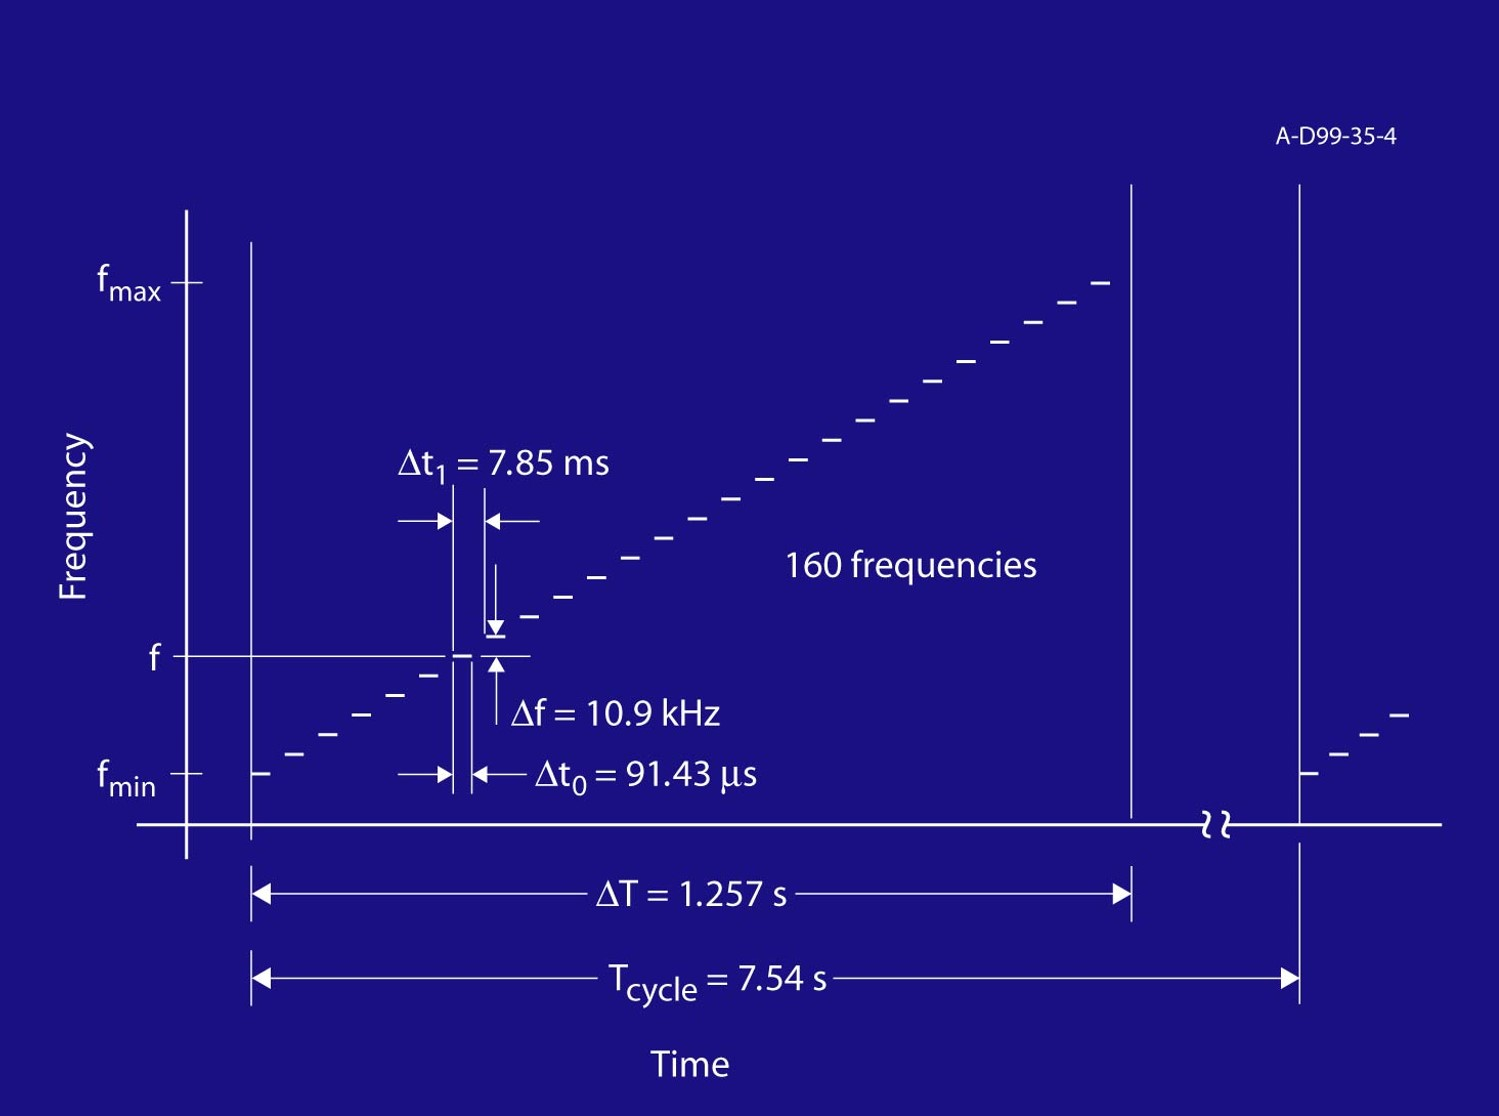 A-D99-35-4
fmax
Δt1 = 7.85 ms
Frequency
160 frequencies
f
Δf = 10.9 kHz
fmin
Δt0 = 91.43 μs
ΔT = 1.257 s
Tcycle = 7.54 s
Time